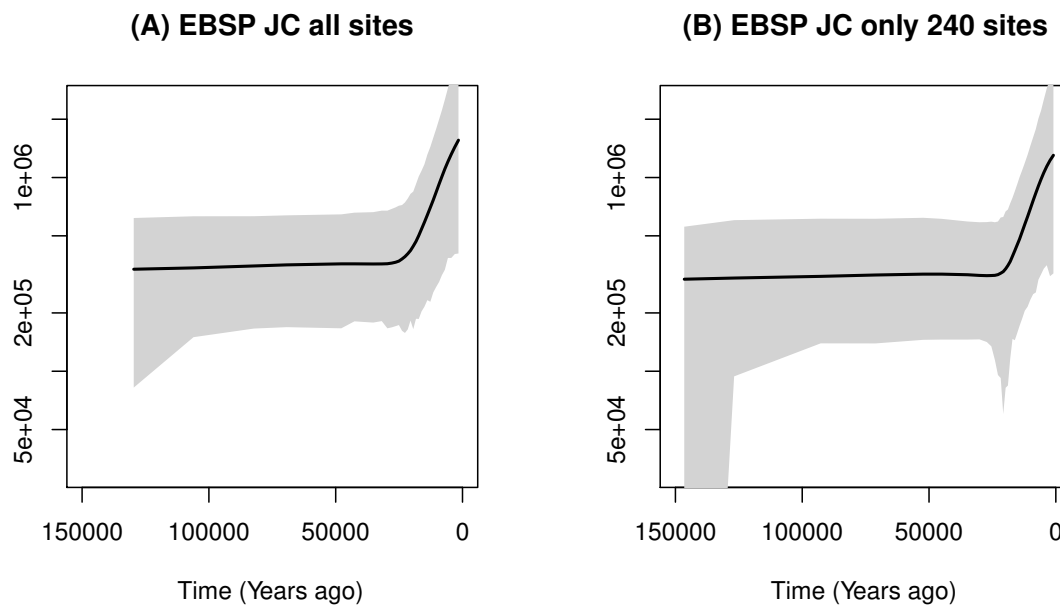 (A) EBSP JC all sites
1e+06
2e+05
5e+04
150000 100000 50000 0
Time (Years ago)
(B) EBSP JC only 240 sites
1e+06
2e+05
5e+04
150000 100000 50000 0
Time (Years ago)